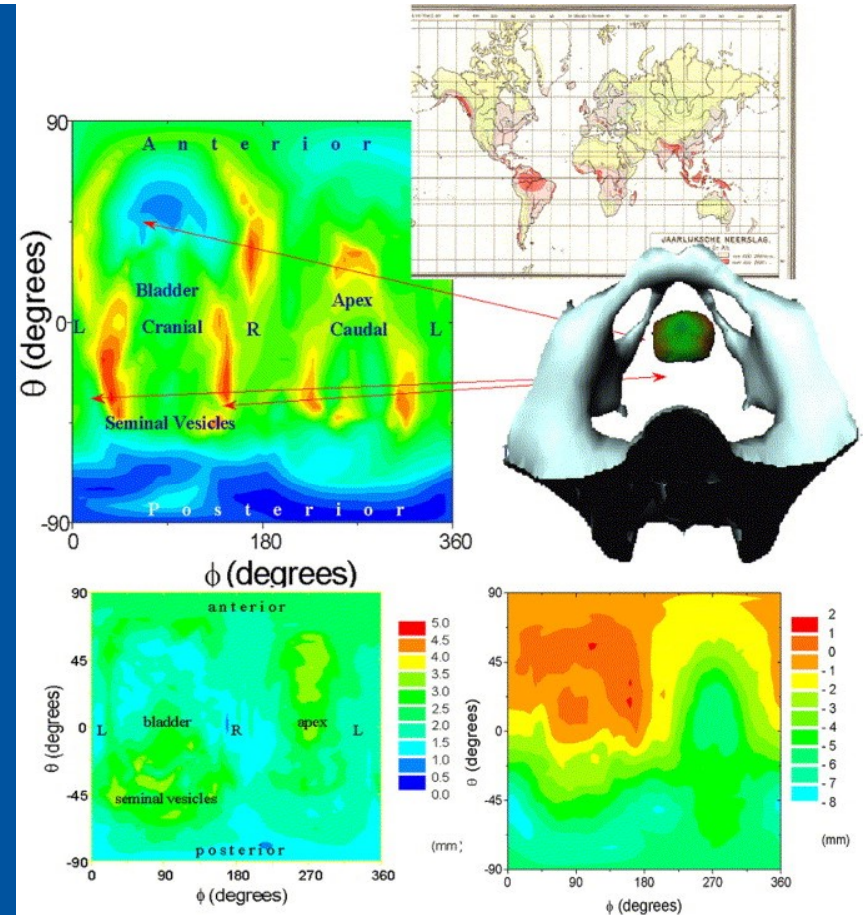 90
0
-90
θ (degrees)
A n t e r i o r
Bladder
Cranial
L
R
Apex
Caudal
L
Seminal Vesicles
P o s t e r i o r
0
180
360
ϕ (degrees)
JAARLIJKSCHE NEERSLAG.
90
45
0
-45
-90
θ (degrees)
anterior
bladder
apex
L
R
L
seminal vesicles
posterior
0
90
180
270
360
ϕ (degrees)
5.0
4.5
4.0
3.5
3.0
2.5
2.0
1.5
1.0
0.5
0.0
(mm)
90
45
0
-45
-90
θ (degrees)
0
90
180
270
360
ϕ (degrees)
2
1
0
-1
-2
-3
-4
-5
-6
-7
-8
(mm)